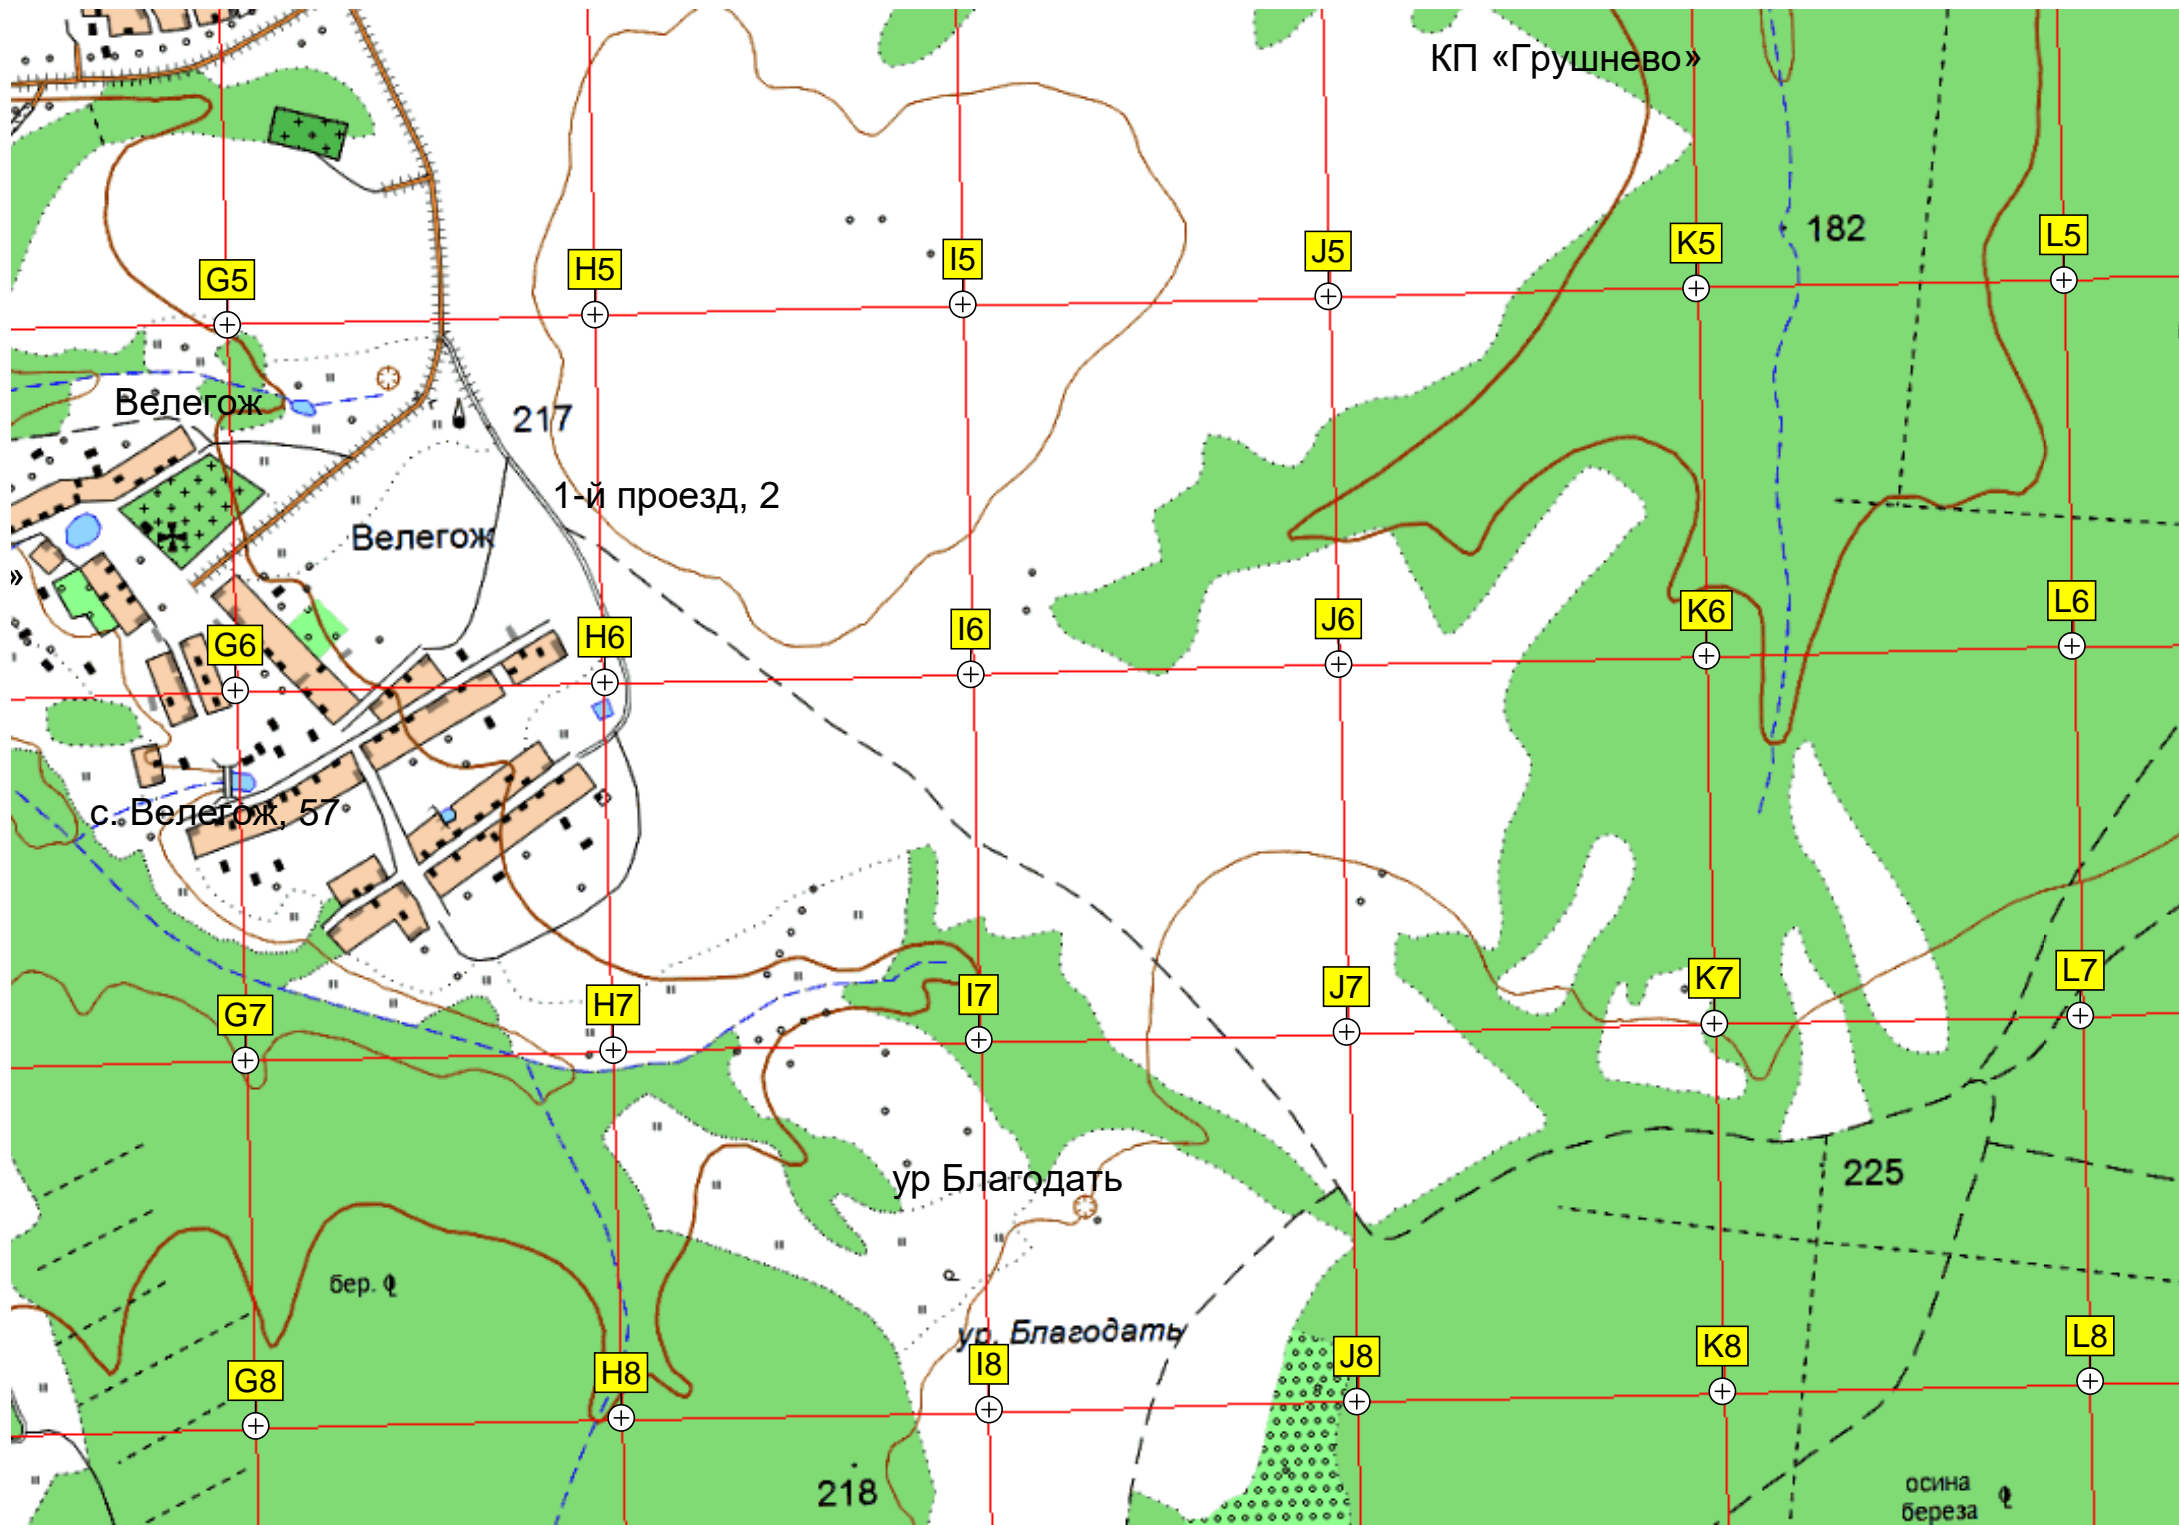 КП «Грушнево»
182
G5
H5
I5
J5
K5
L5
Велегож
217
1-й проезд, 2
Велегож
»
G6
H6
I6
J6
K6
L6
с. Велегож, 57
G7
H7
I7
J7
K7
L7
ур Благодать
225
бер.
р
ур. Благодать
G8
H8
I8
J8
K8
L8
218
осина
береза